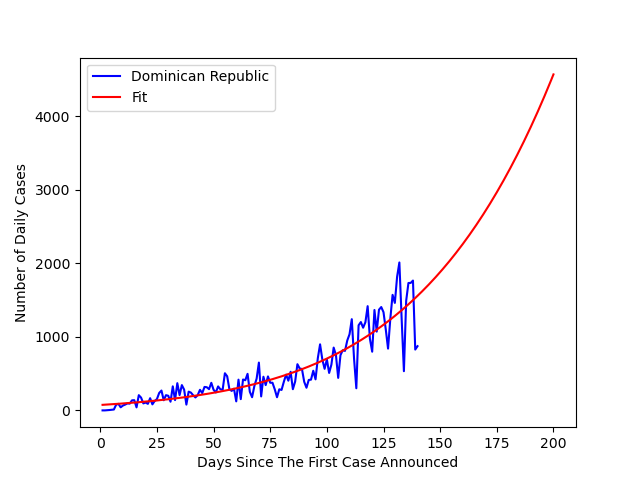 Dominican Republic
Fit
4000
3000
2000
1000
0
Number of Daily Cases
0 25 50 75 100 125 150 175 200
Days Since The First Case Announced